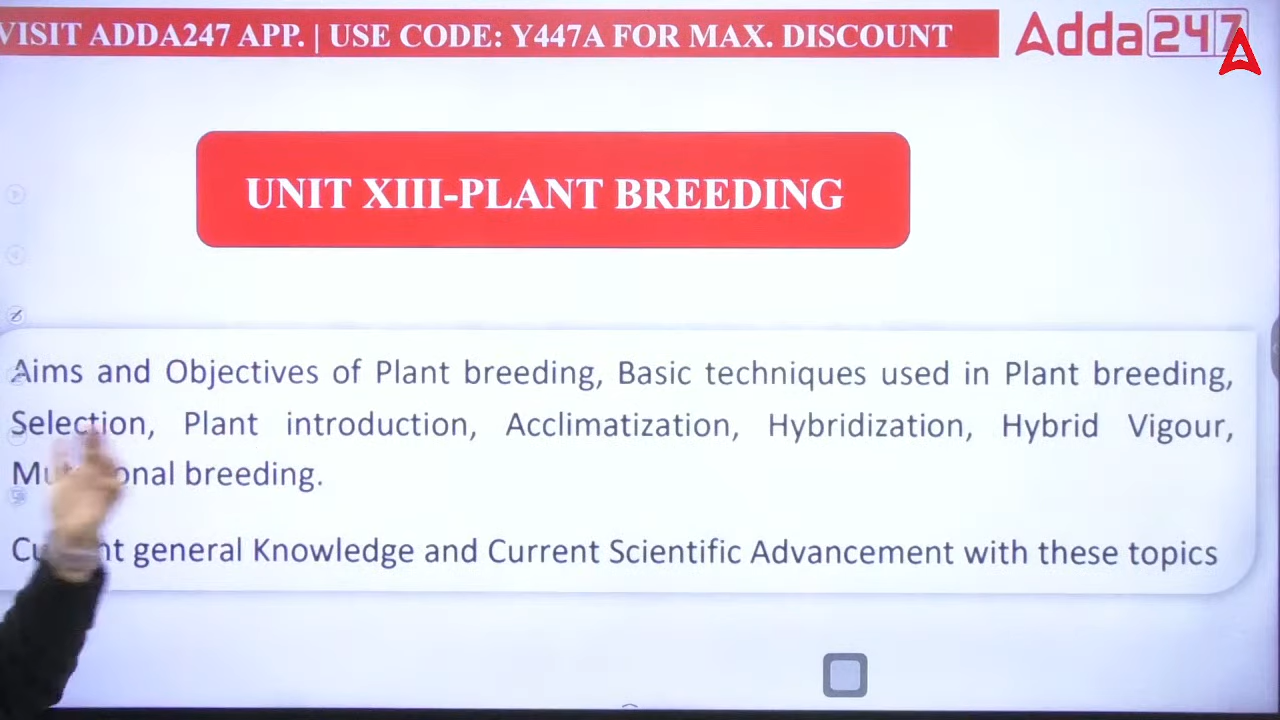 VISIT ADDA247 APP. | USE CODE: Y447A FOR MAX. DISCOUNT
Adda247
UNIT XIII-PLANT BREEDING
Aims and Objectives of Plant breeding, Basic techniques used in Plant breeding,
Selection, Plant introduction, Acclimatization, Hybridization, Hybrid Vigour,
breeding.
general Knowledge and Current Scientific Advancement with these topics